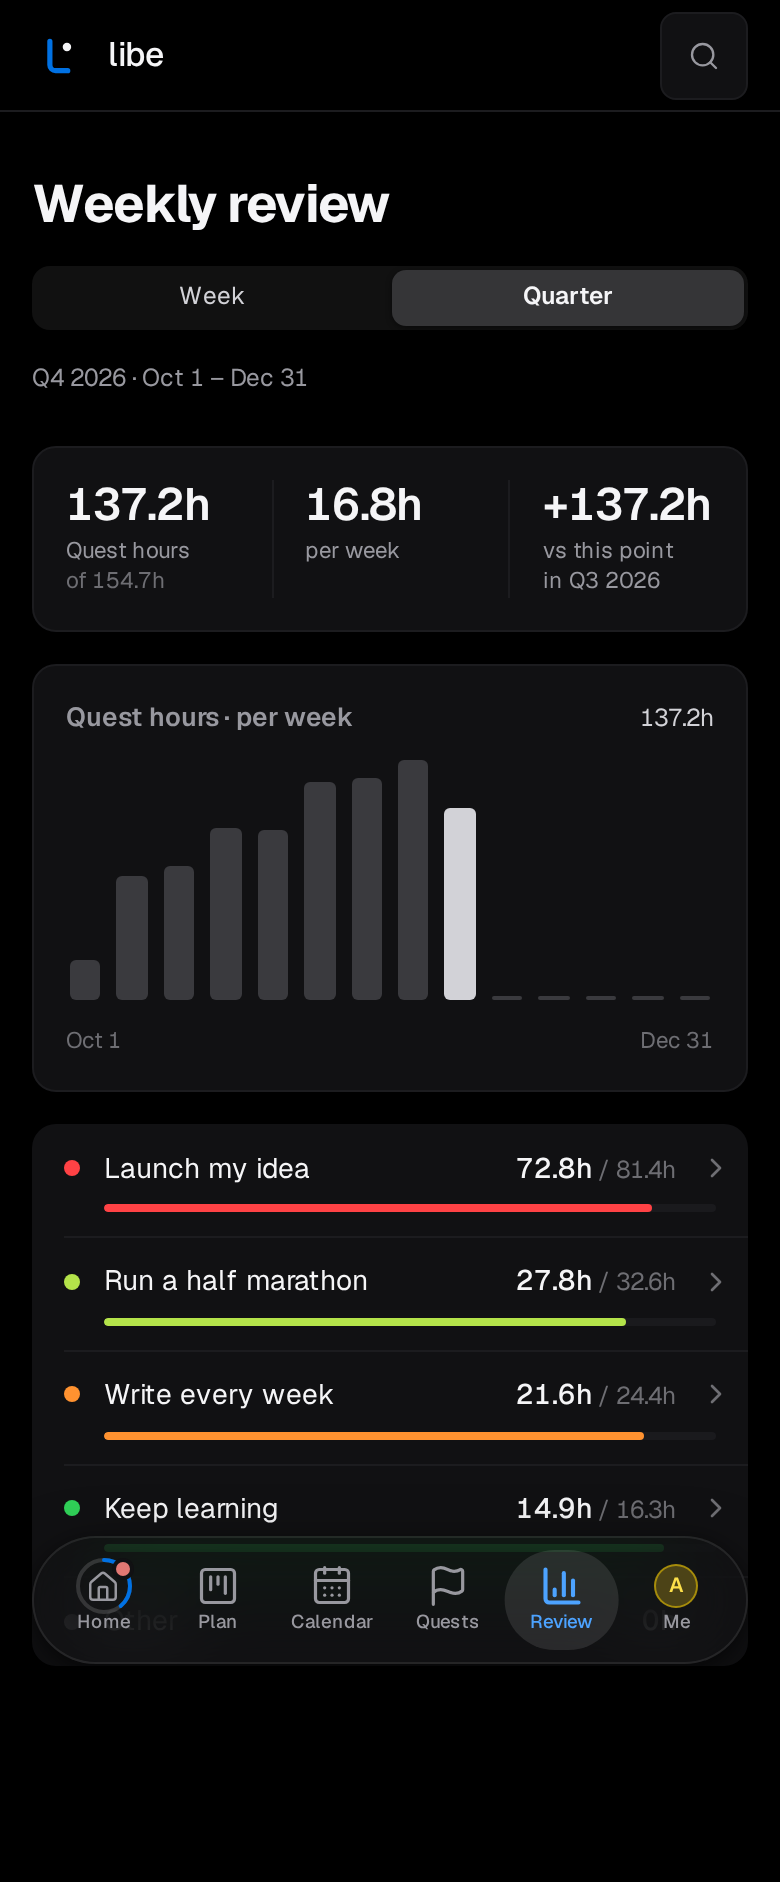 libe
Weekly review
Week
Quarter
Q4 2026 · Oct 1 – Dec 31
137.2h
Quest hours
of 154.7h
16.8h
per week
+137.2h
vs this point
in Q3 2026
Quest hours · per week
137.2h
Oct 1
Dec 31
Launch my idea
72.8h / 81.4h
Run a half marathon
27.8h / 32.6h
Write every week
21.6h / 24.4h
Keep learning
14.9h / 16.3h
Home
Plan
Calendar
Quests
Review
A
Me